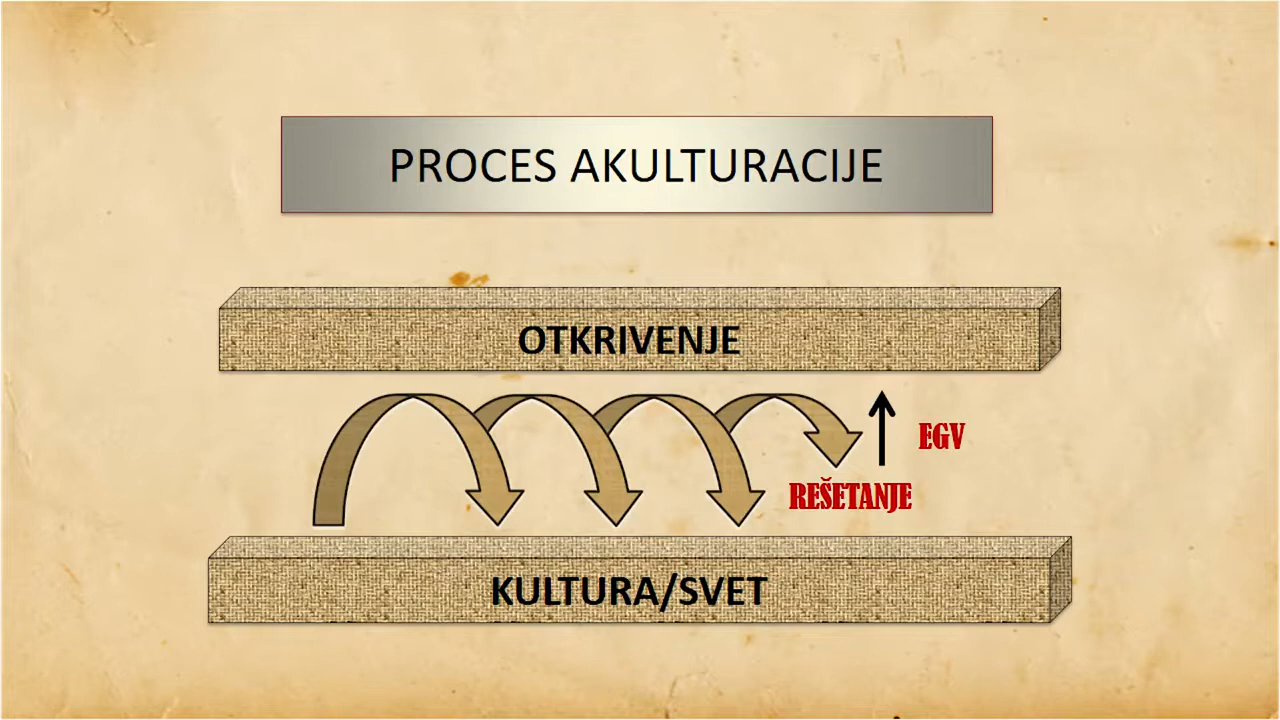 PROCES AKULTURACIJE
OTKRIVENJE
EGV
REŠETANJE
KULTURA/SVET